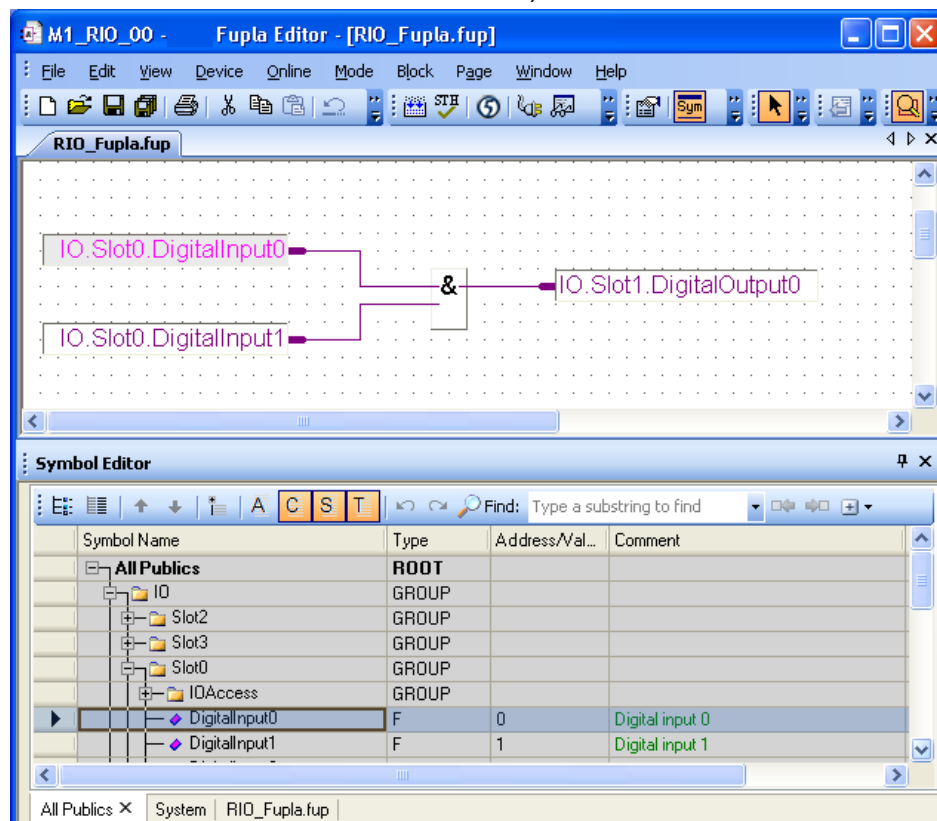 M1_RIO_00 - Fupla Editor - [RIO_Fupla.fup]
File Edit View Device Online Mode Block Page Window Help
STH S Sym
RIO_Fupla.fup
IO.Slot0.DigitalInput0
& IO.Slot1.DigitalOutput0
IO.Slot0.DigitalInput1
Symbol Editor
A C S T Find: Type a substring to find
Symbol Name Type Address/Val... Comment
All Publics ROOT
IO GROUP
Slot2 GROUP
Slot3 GROUP
Slot0 GROUP
IOAccess GROUP
DigitalInput0 F 0 Digital input 0
DigitalInput1 F 1 Digital input 1
All Publics System RIO_Fupla.fup